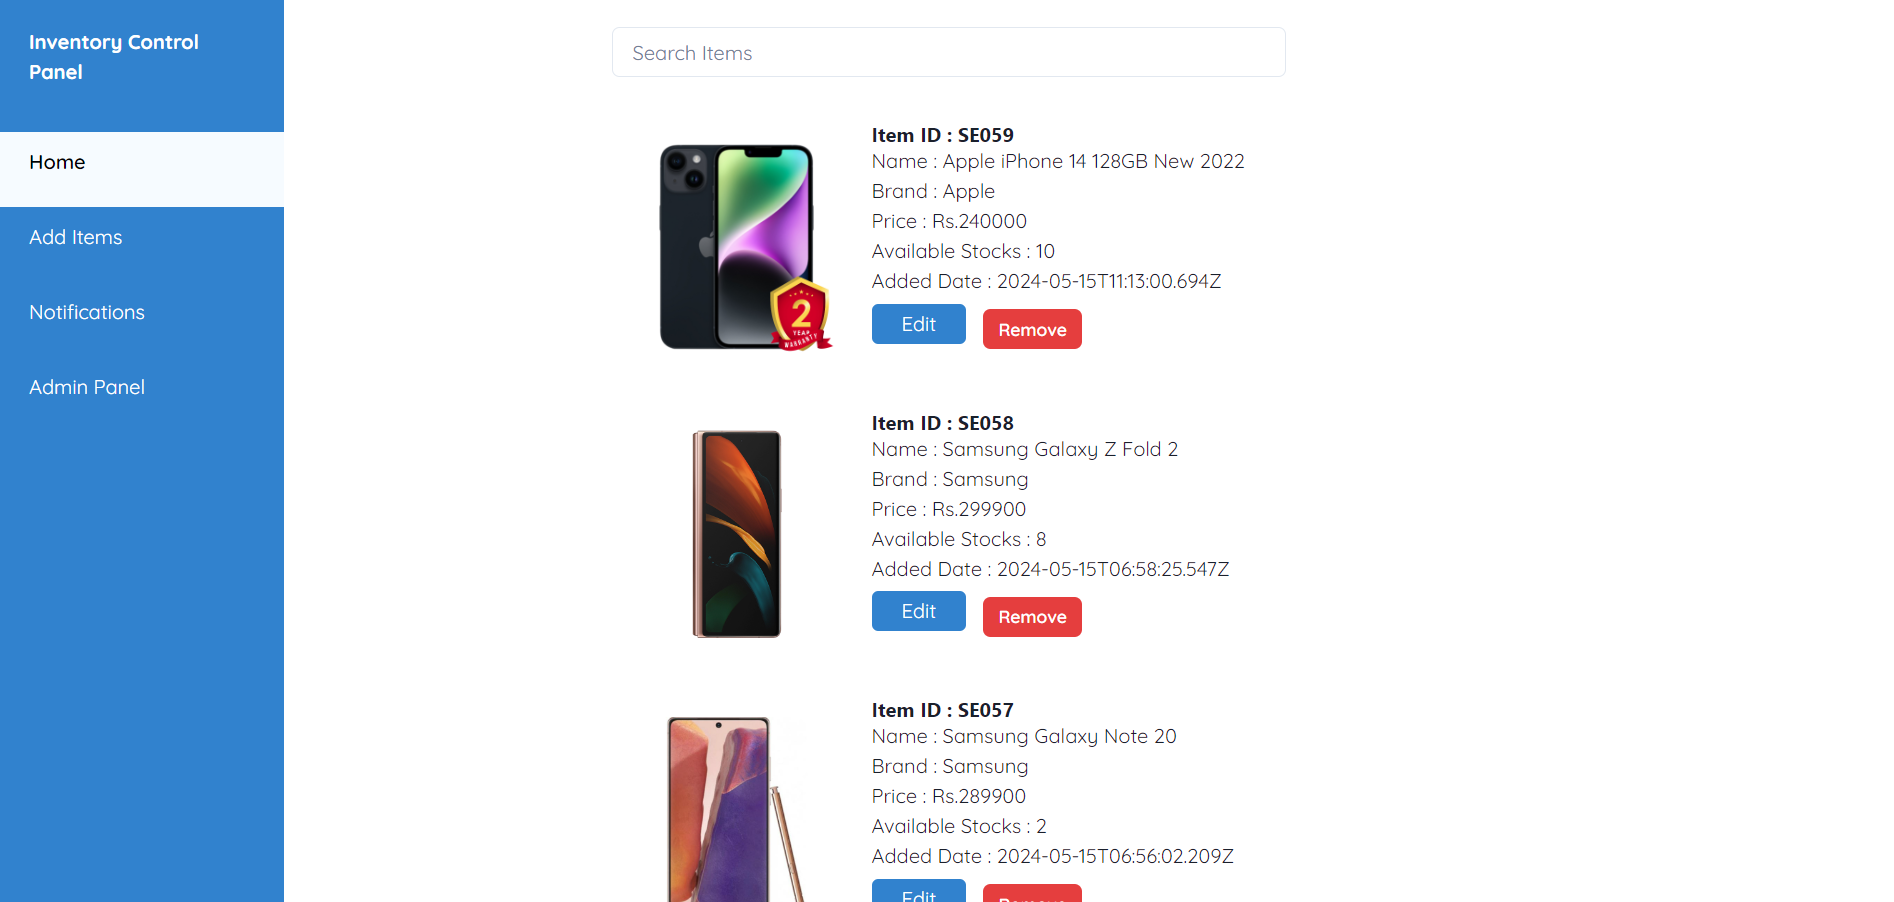 Inventory Control
Panel
Home
Add Items
Notifications
Admin Panel
Search Items
Item ID : SE059
Name : Apple iPhone 14 128GB New 2022
Brand : Apple
Price : Rs.240000
Available Stocks : 10
Added Date : 2024-05-15T11:13:00.694Z
Edit
Remove
2
YEAR
WARRANTY
Item ID : SE058
Name : Samsung Galaxy Z Fold 2
Brand : Samsung
Price : Rs.299900
Available Stocks : 8
Added Date : 2024-05-15T06:58:25.547Z
Edit
Remove
Item ID : SE057
Name : Samsung Galaxy Note 20
Brand : Samsung
Price : Rs.289900
Available Stocks : 2
Added Date : 2024-05-15T06:56:02.209Z
Edit
Remove